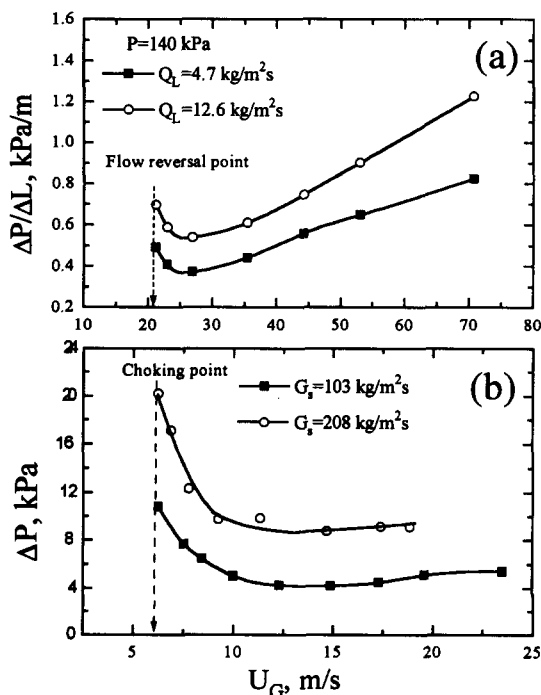 1.6
1.4
1.2
1.0
0.8
0.6
0.4
0.2
ΔP/ΔL, kPa/m
P=140 kPa
(a)
Q_L=4.7 kg/m²s
Q_L=12.6 kg/m²s
Flow reversal point
10 20 30 40 50 60 70 80
24
20
16
12
8
4
0
ΔP, kPa
Choking point
(b)
G_s=103 kg/m²s
G_s=208 kg/m²s
5 10 15 20 25
U_G, m/s